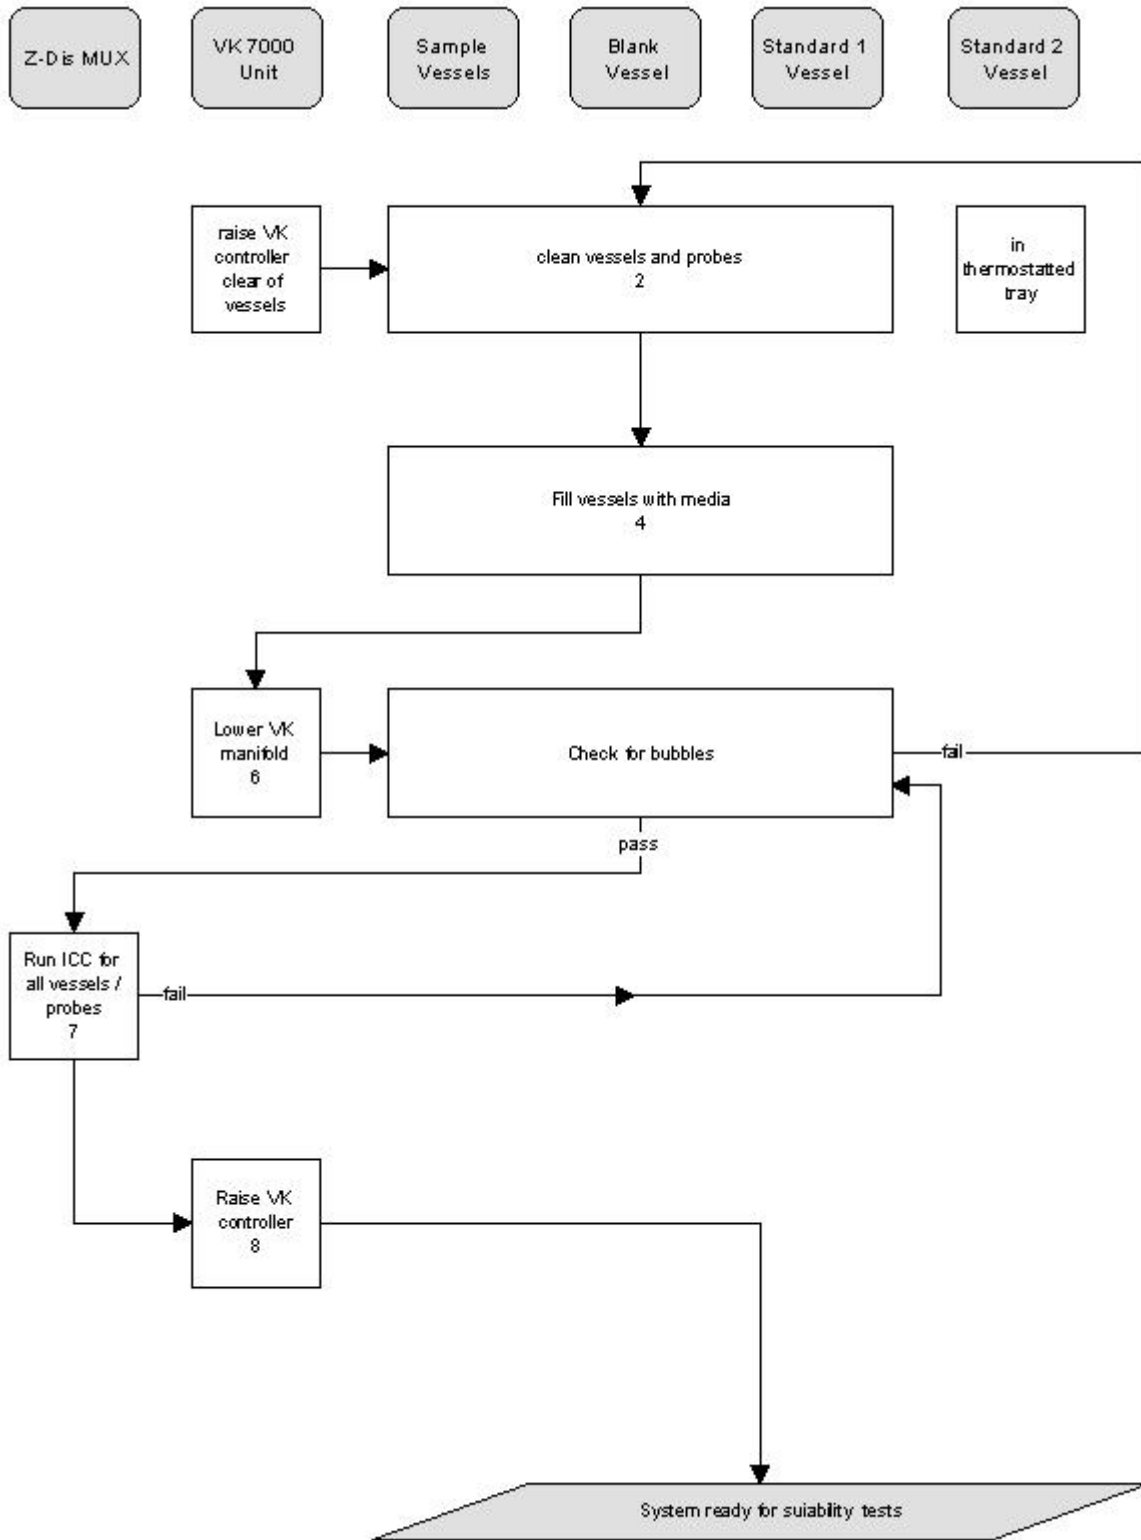 Z-Dis MUX
VK 7000
Unit
Sample
Vessels
Blank
Vessel
Standard 1
Vessel
Standard 2
Vessel
raise VK
controller
clear of
vessels
clean vessels and probes
2
in
thermostatted
tray
Fill vessels with media
4
Lower VK
manifold
6
Check for bubbles
fail
pass
Run ICC for
all vessels /
probes
7
fail
Raise VK
controller
8
System ready for suiability tests